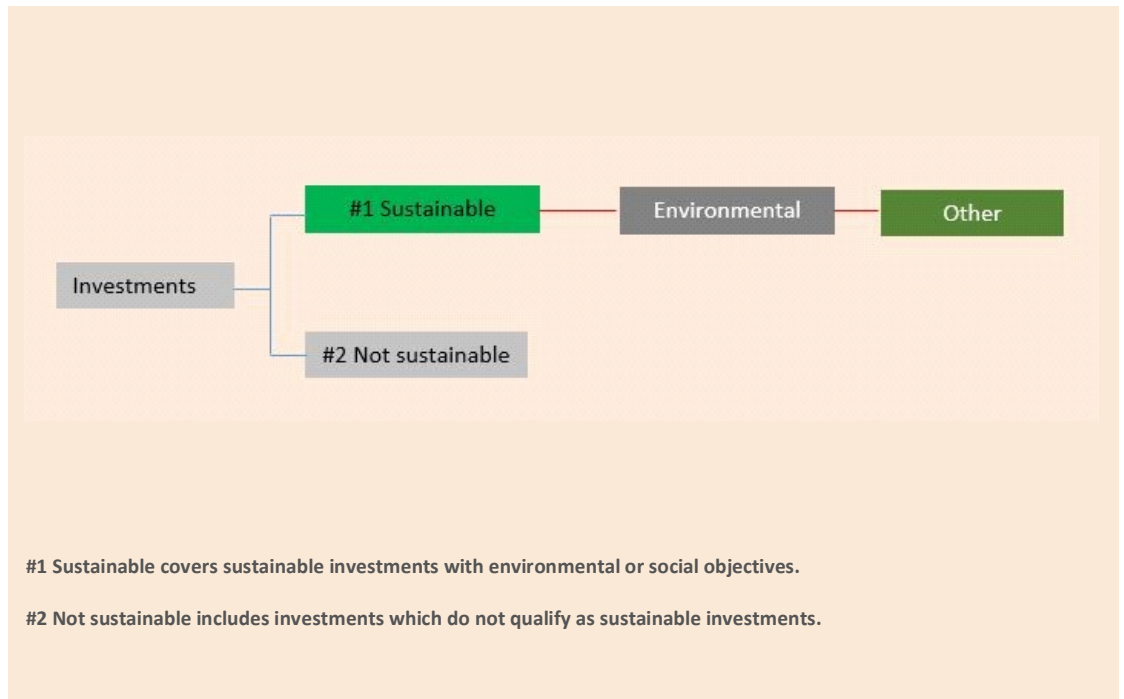 #1 Sustainable
Environmental
Other
Investments
#2 Not sustainable
#1 Sustainable covers sustainable investments with environmental or social objectives.
#2 Not sustainable includes investments which do not qualify as sustainable investments.